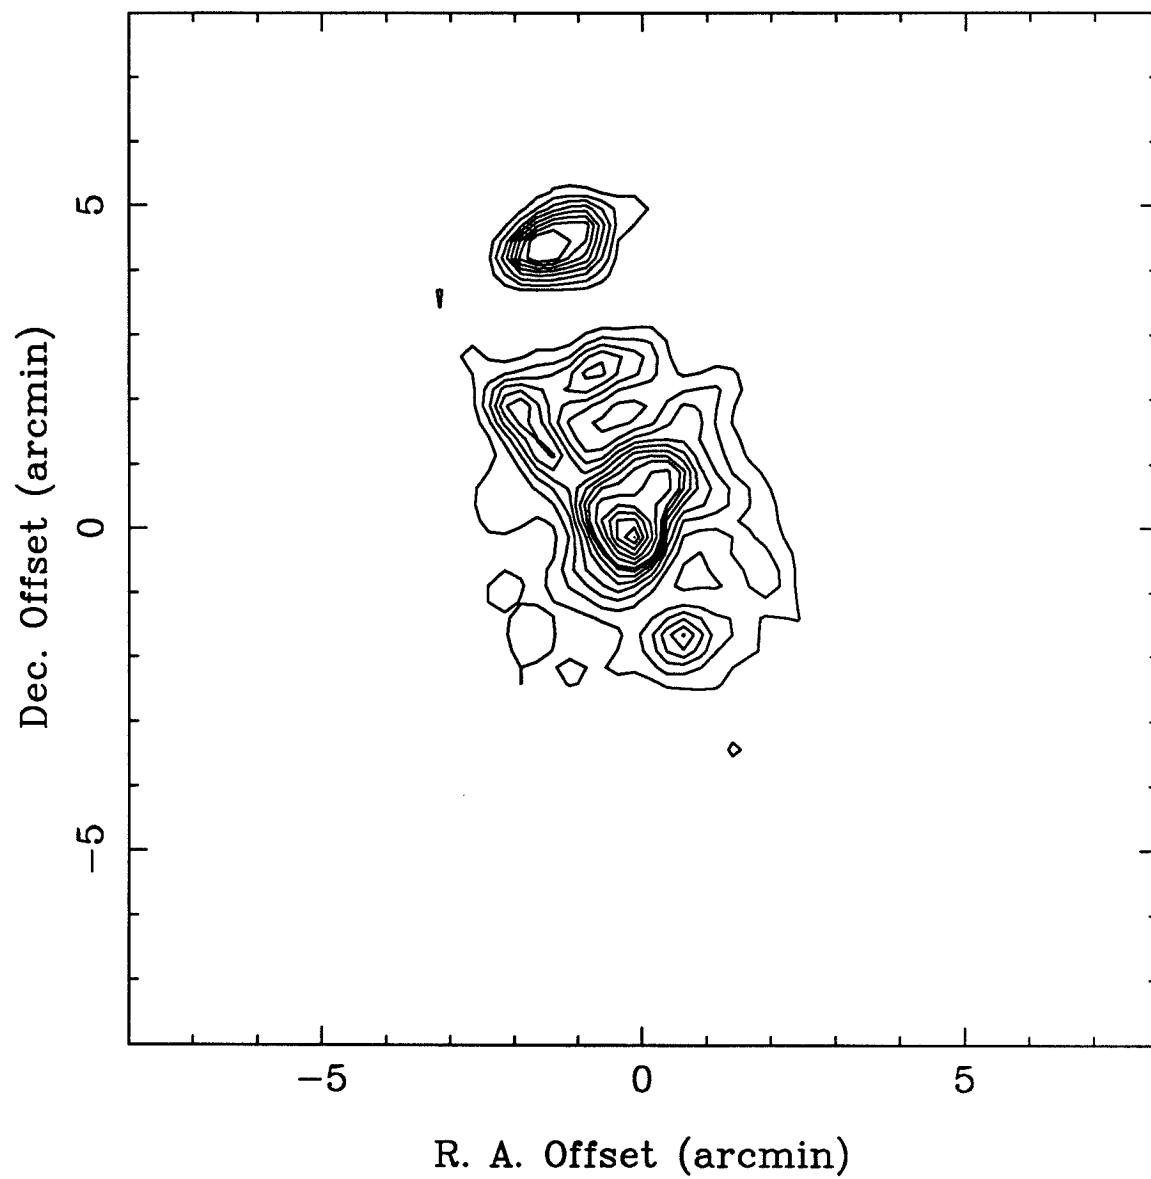 5
0
−5
Dec. Offset (arcmin)
−5 0 5
R. A. Offset (arcmin)